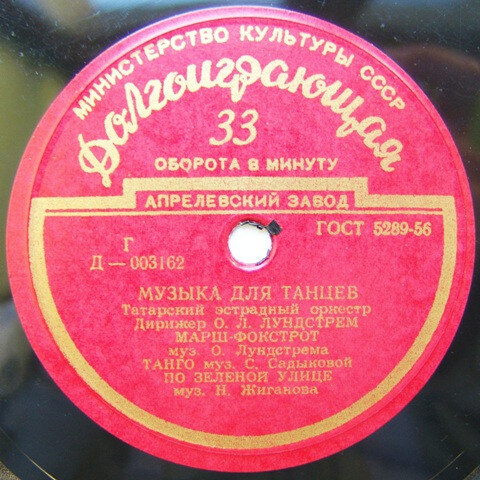 МИНИСТЕРСТВО КУЛЬТУРЫ СССР
Долгоиграющая
33
ОБОРОТА В МИНУТУ
АПРЕЛЕВСКИЙ ЗАВОД
ГОСТ 5289-56
Г
Д—003162
МУЗЫКА ДЛЯ ТАНЦЕВ
Татарский эстрадный оркестр
Дирижер О. Л. ЛУНДСТРЕМ
МАРШ-ФОКСТРОТ
муз. О. Лундстрема
ТАНГО муз. С. Садыковой
ПО ЗЕЛЕНОЙ УЛИЦЕ
муз. Н. Жиганова